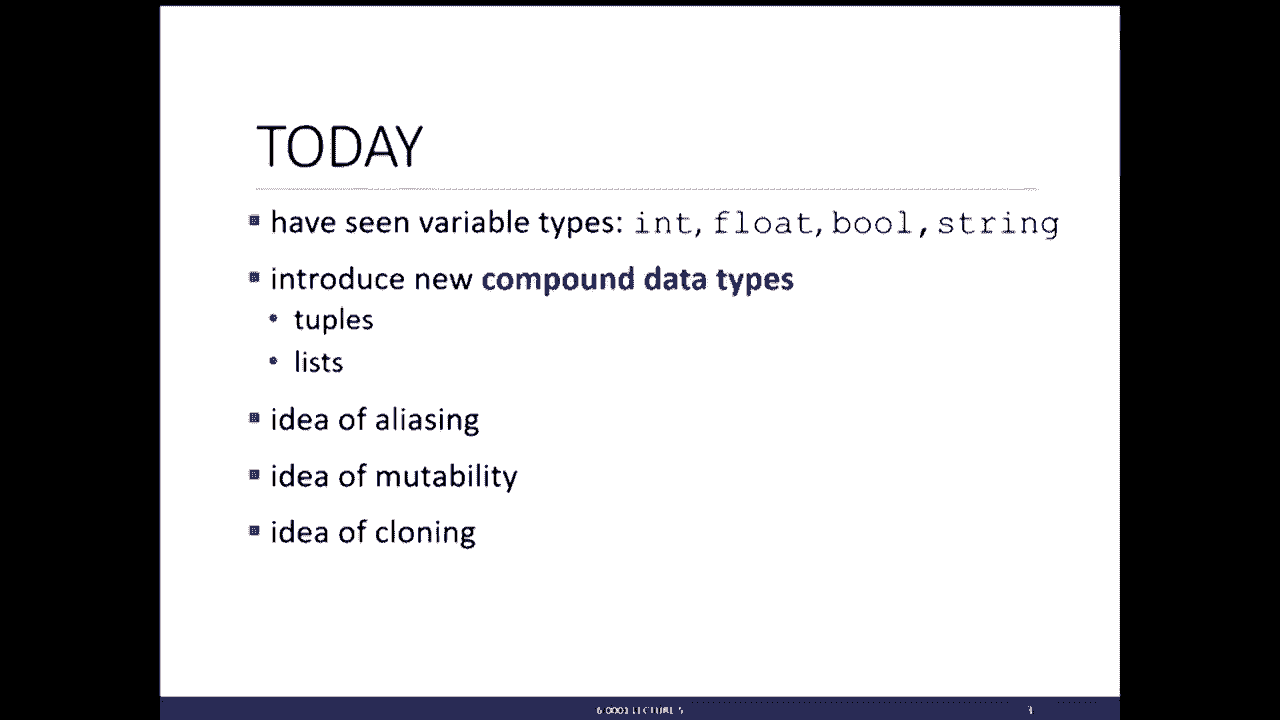 TODAY
▪ have seen variable types: int, float, bool, string
▪ introduce new compound data types
• tuples
• lists
▪ idea of aliasing
▪ idea of mutability
▪ idea of cloning
6.0001 LECTURE 5
3